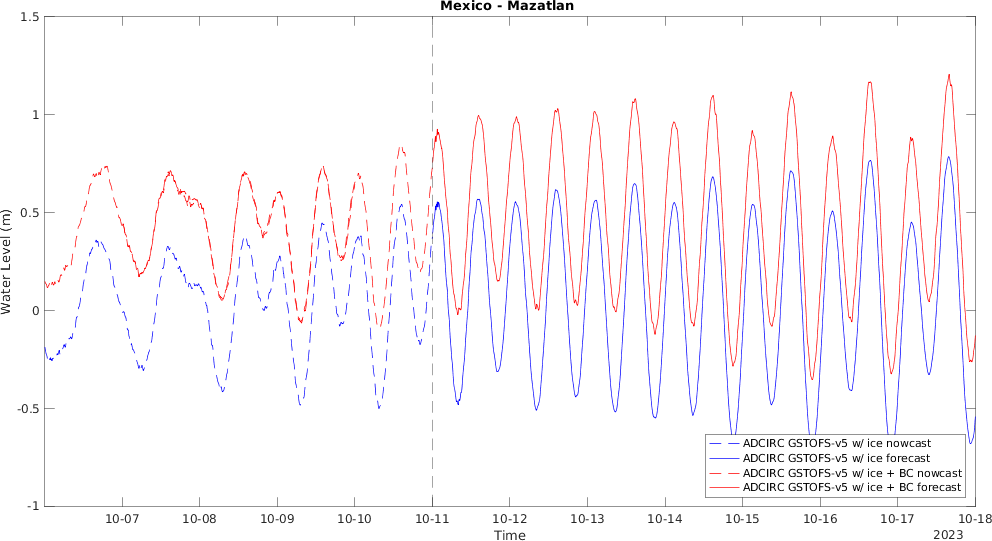 Mexico - Mazatlan
Water Level (m)
1.5
1
0.5
0
-0.5
-1
10-07
10-08
10-09
10-10
10-11
10-12
10-13
10-14
10-15
10-16
10-17
10-18
Time
2023
ADCIRC GSTOFS-v5 w/ ice nowcast
ADCIRC GSTOFS-v5 w/ ice forecast
ADCIRC GSTOFS-v5 w/ ice + BC nowcast
ADCIRC GSTOFS-v5 w/ ice + BC forecast